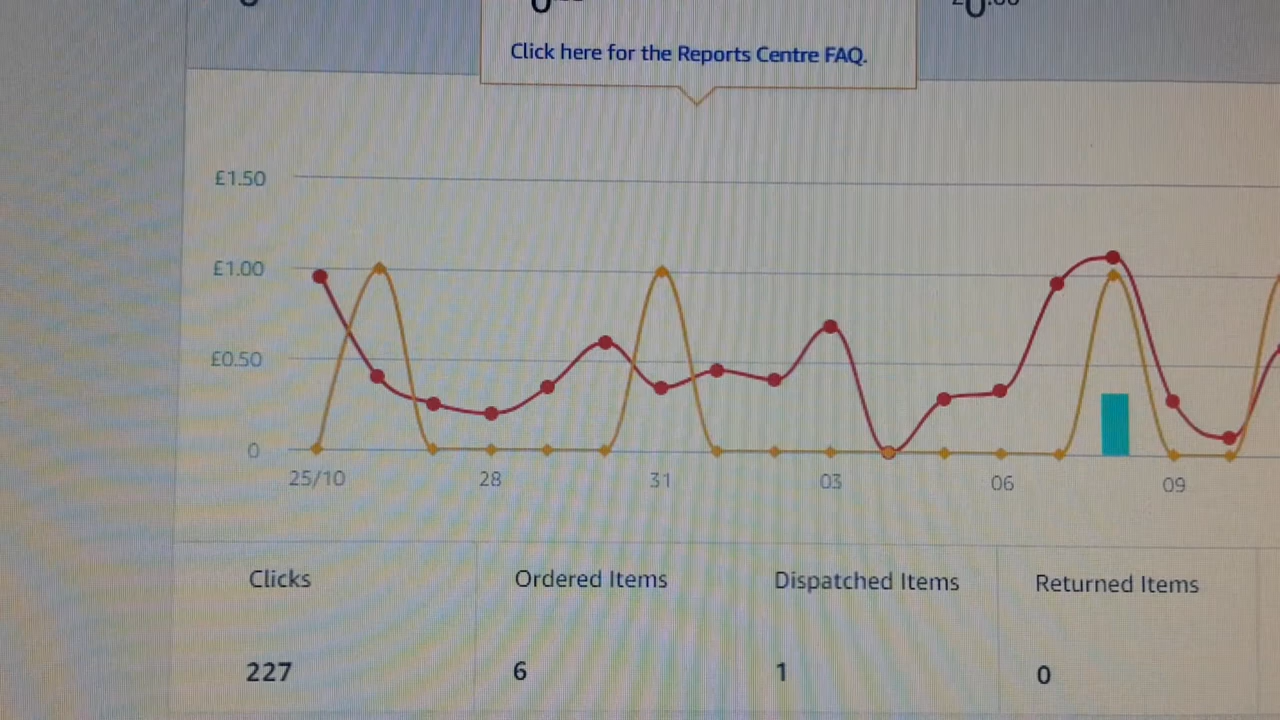 Click here for the Reports Centre FAQ.
£1.50
£1.00
£0.50
0
25/10 28 31 03 06 09
Clicks Ordered Items Dispatched Items Returned Items
227 6 1 0